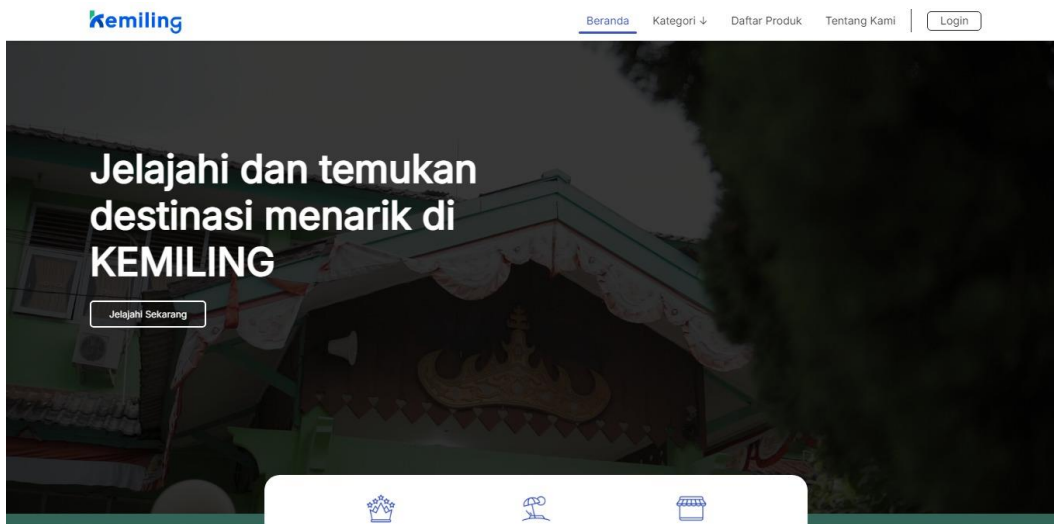 Kemiling
Beranda
Kategori ↓
Daftar Produk
Tentang Kami
Login
Jelajahi dan temukan
destinasi menarik di
KEMILING
Jelajahi Sekarang